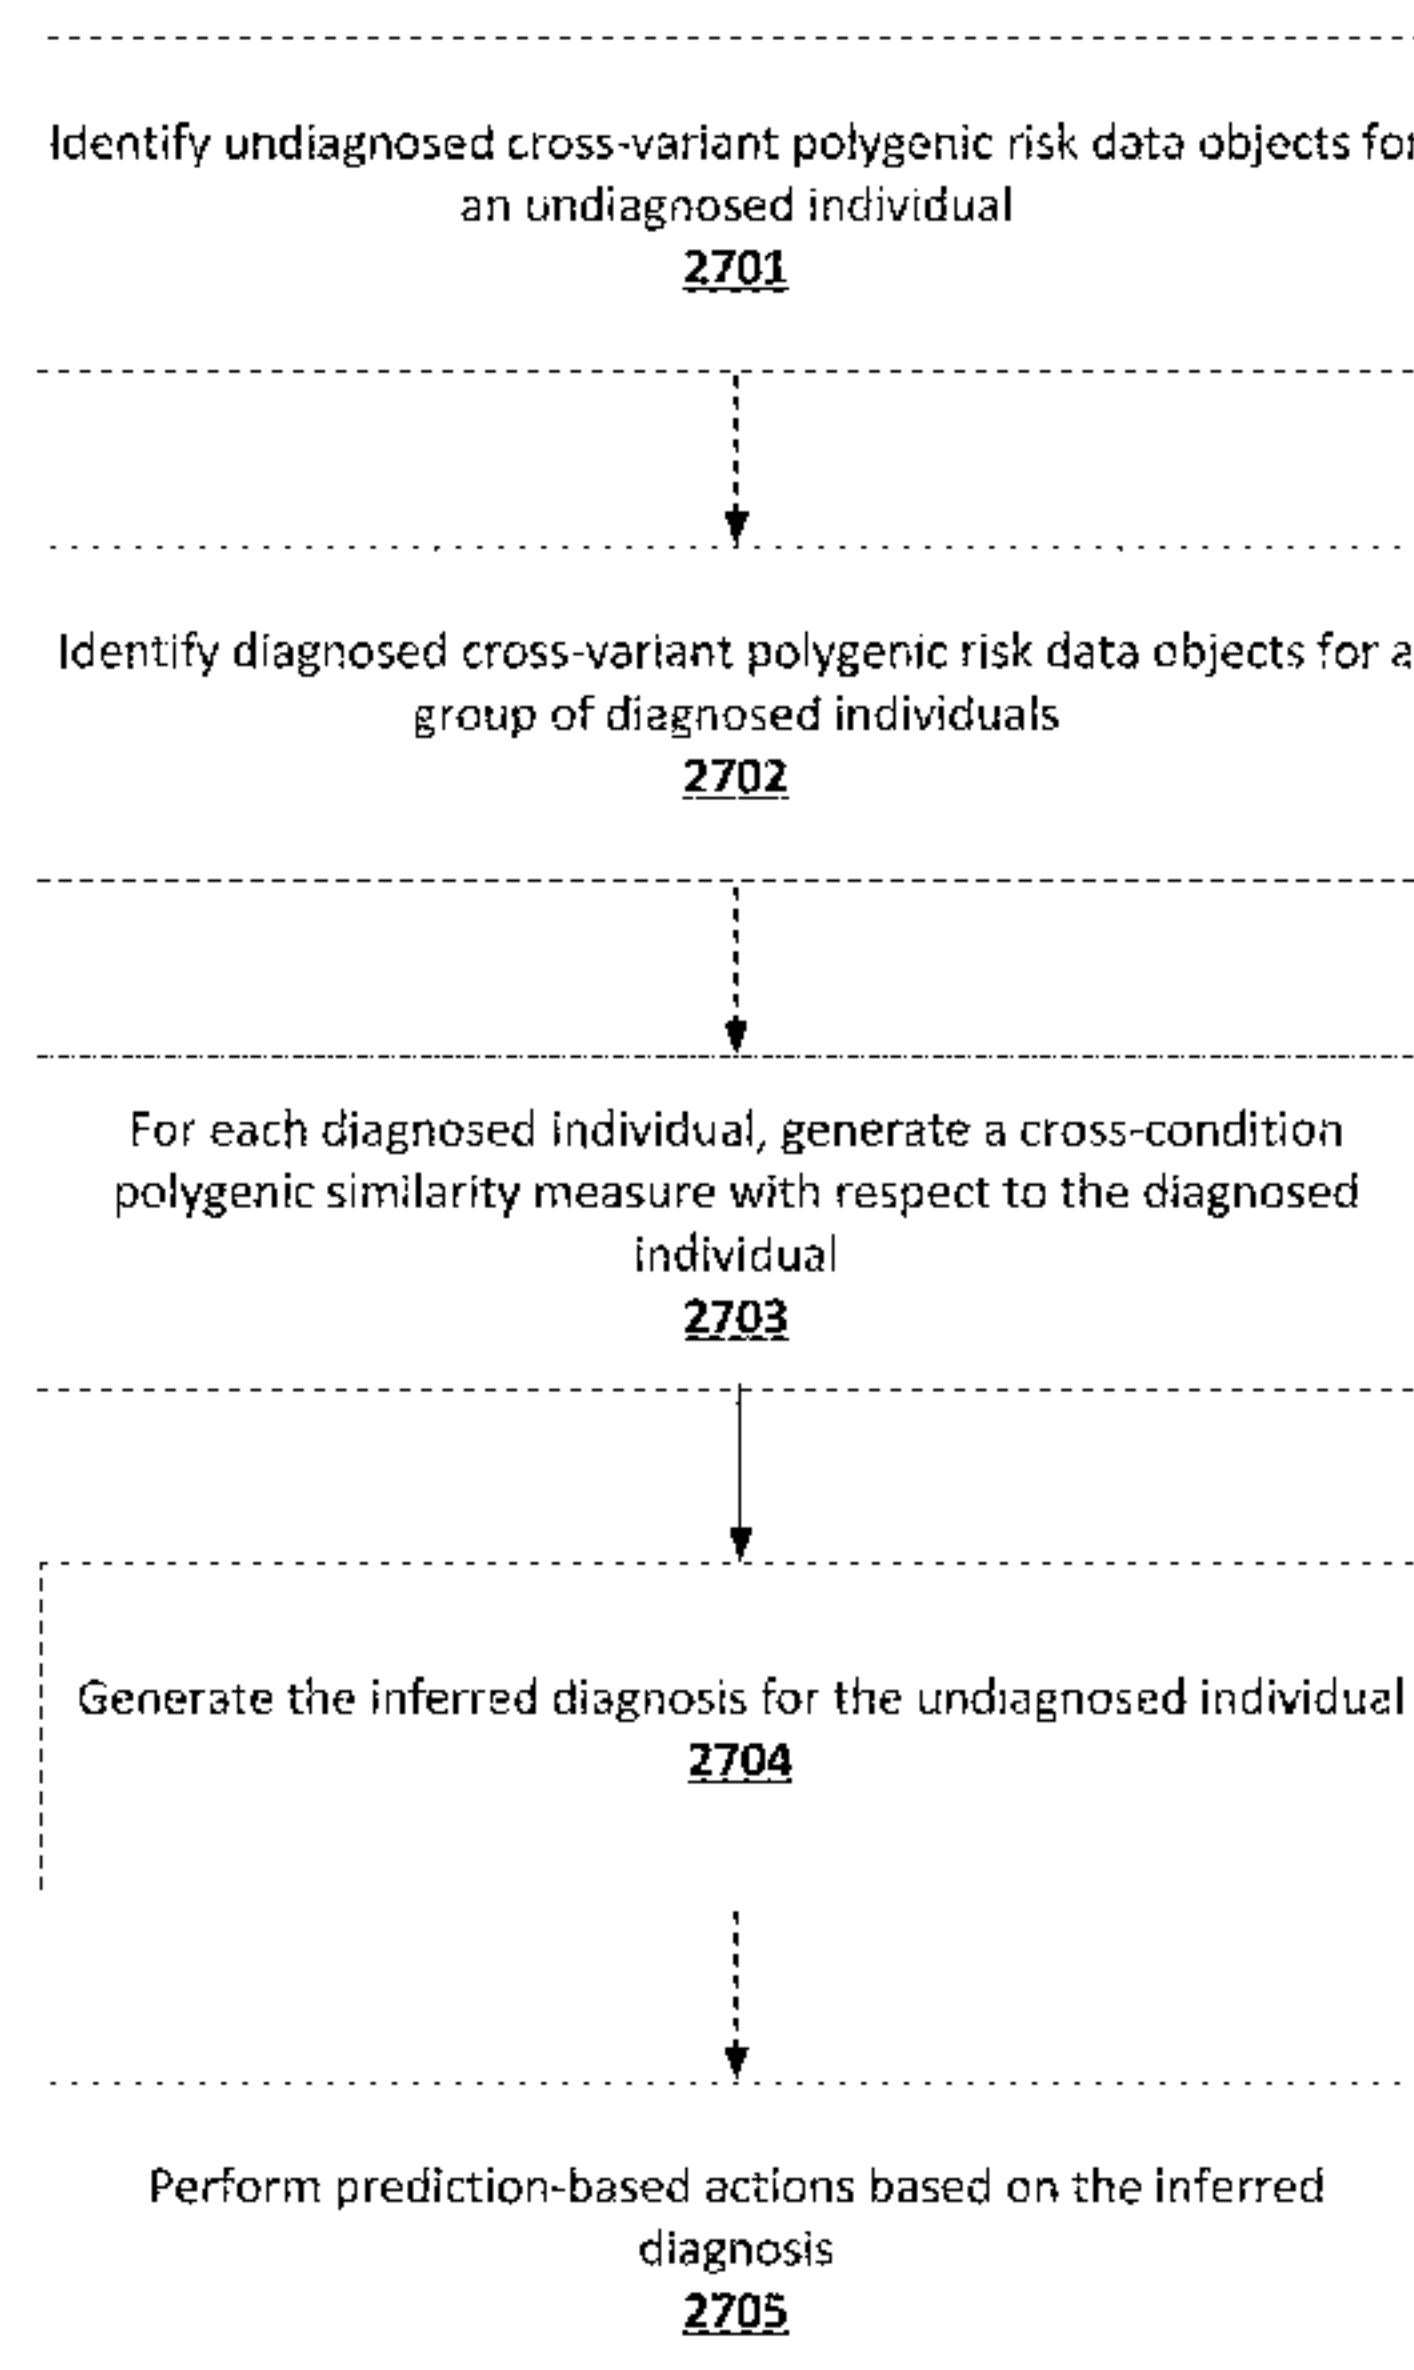 Identify undiagnosed cross-variant polygenic risk data objects for
an undiagnosed individual
2701
Identify diagnosed cross-variant polygenic risk data objects for a
group of diagnosed individuals
2702
For each diagnosed individual, generate a cross-condition
polygenic similarity measure with respect to the diagnosed
individual
2703
Generate the inferred diagnosis for the undiagnosed individual
2704
Perform prediction-based actions based on the inferred
diagnosis
2705